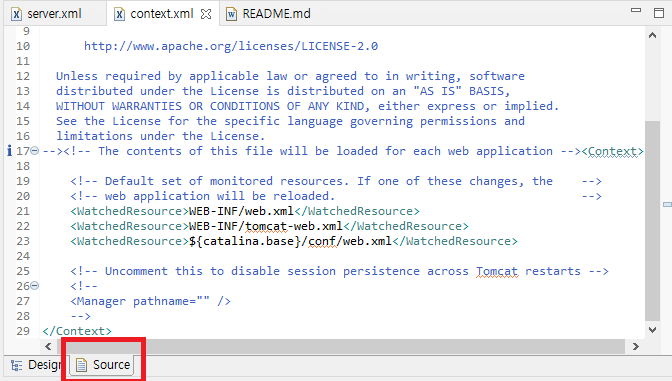 server.xml context.xml README.md
9
10 http://www.apache.org/licenses/LICENSE-2.0
11
12 Unless required by applicable law or agreed to in writing, software
13 distributed under the License is distributed on an "AS IS" BASIS,
14 WITHOUT WARRANTIES OR CONDITIONS OF ANY KIND, either express or implied.
15 See the License for the specific language governing permissions and
16 limitations under the License.
17 --><!-- The contents of this file will be loaded for each web application --><Context>
18
19 <!-- Default set of monitored resources. If one of these changes, the -->
20 <!-- web application will be reloaded. -->
21 <WatchedResource>WEB-INF/web.xml</WatchedResource>
22 <WatchedResource>WEB-INF/tomcat-web.xml</WatchedResource>
23 <WatchedResource>${catalina.base}/conf/web.xml</WatchedResource>
24
25 <!-- Uncomment this to disable session persistence across Tomcat restarts -->
26 <!--
27 <Manager pathname="" />
28 -->
29 </Context>
Design Source